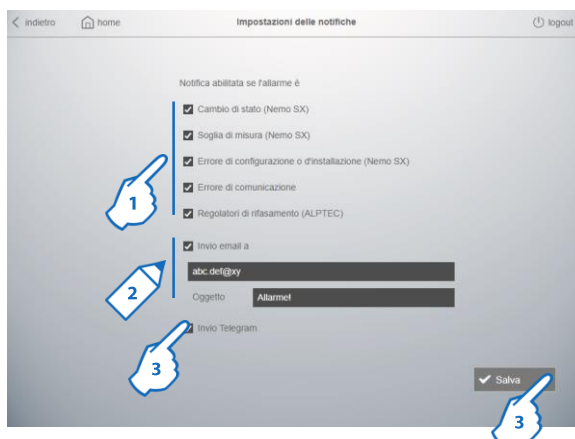 indietro home Impostazioni delle notifiche logout
Notifica abilitata se l'allarme è
Cambio di stato (Nemo SX)
Soglia di misura (Nemo SX)
Errore di configurazione o d'installazione (Nemo SX)
Errore di comunicazione
1
Regolatori di rifasamento (ALPTEC)
Invio email a
abc.def@xy
2
Oggetto Allarme!
Invio Telegram
3
Salva
3